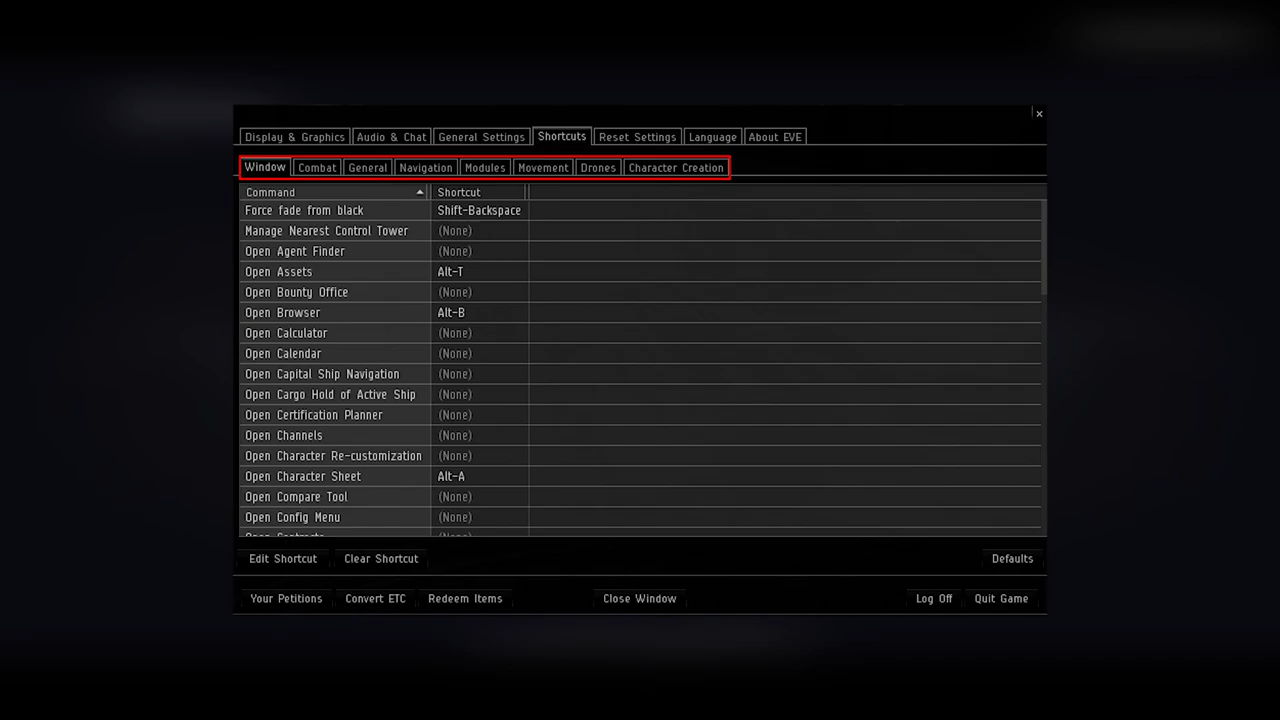 Display & Graphics Audio & Chat General Settings Shortcuts Reset Settings Language About EVE
Window Combat General Navigation Modules Movement Drones Character Creation
Command Shortcut
Force fade from black Shift-Backspace
Manage Nearest Control Tower (None)
Open Agent Finder (None)
Open Assets Alt-T
Open Bounty Office (None)
Open Browser Alt-B
Open Calculator (None)
Open Calendar (None)
Open Capital Ship Navigation (None)
Open Cargo Hold of Active Ship (None)
Open Certification Planner (None)
Open Channels (None)
Open Character Re-customization (None)
Open Character Sheet Alt-A
Open Compare Tool (None)
Open Config Menu (None)
Open Contracts (None)
Edit Shortcut Clear Shortcut Defaults
Your Petitions Convert ETC Redeem Items Close Window Log Off Quit Game